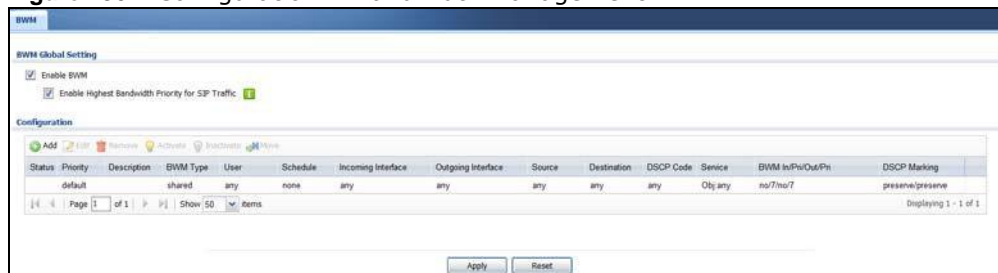 BWM
BWM Global Setting
Enable BWM
Enable Highest Bandwidth Priority for SIP Traffic
Configuration
Add Edit Remove Activate Inactivate Move
Status Priority Description BWM Type User Schedule Incoming Interface Outgoing Interface Source Destination DSCP Code Service BWM In/Pri/Out/Pri DSCP Marking
default shared any none any any any any any Obj:any no/7/no/7 preserve/preserve
Page 1 of 1 Show 50 items Displaying 1 - 1 of 1
Apply Reset